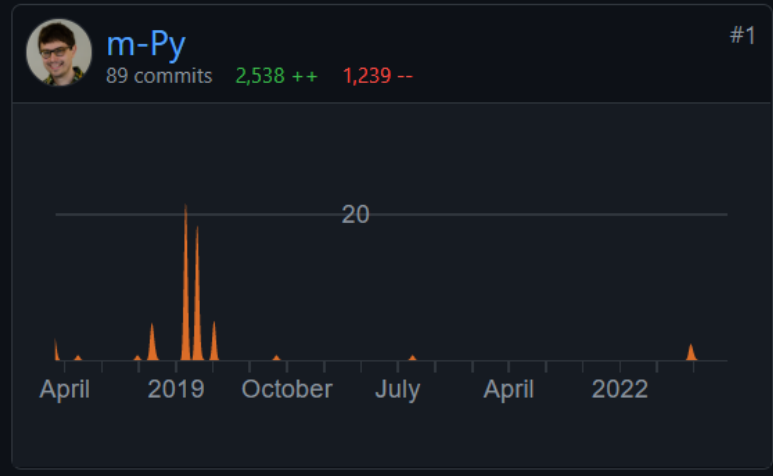 m-Py
#1
89 commits 2,538 ++ 1,239 --
20
April 2019 October July April 2022